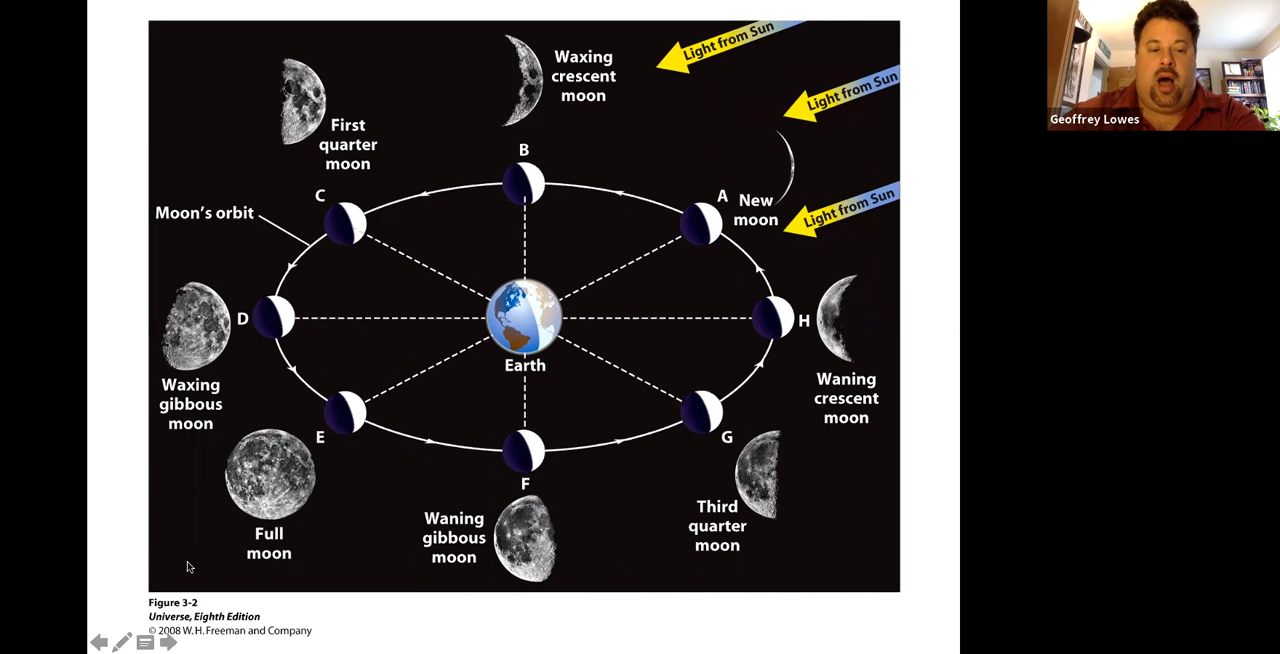 Light from Sun
Waxing
crescent
moon
Light from Sun
First
quarter
moon
B
C
A
New
moon
Light from Sun
Moon's orbit
D
H
Earth
Waxing
gibbous
moon
Waning
crescent
moon
E
G
F
Full
moon
Waning
gibbous
moon
Third
quarter
moon
Figure 3-2
Universe, Eighth Edition
© 2008 W. H. Freeman and Company
Geoffrey Lowes